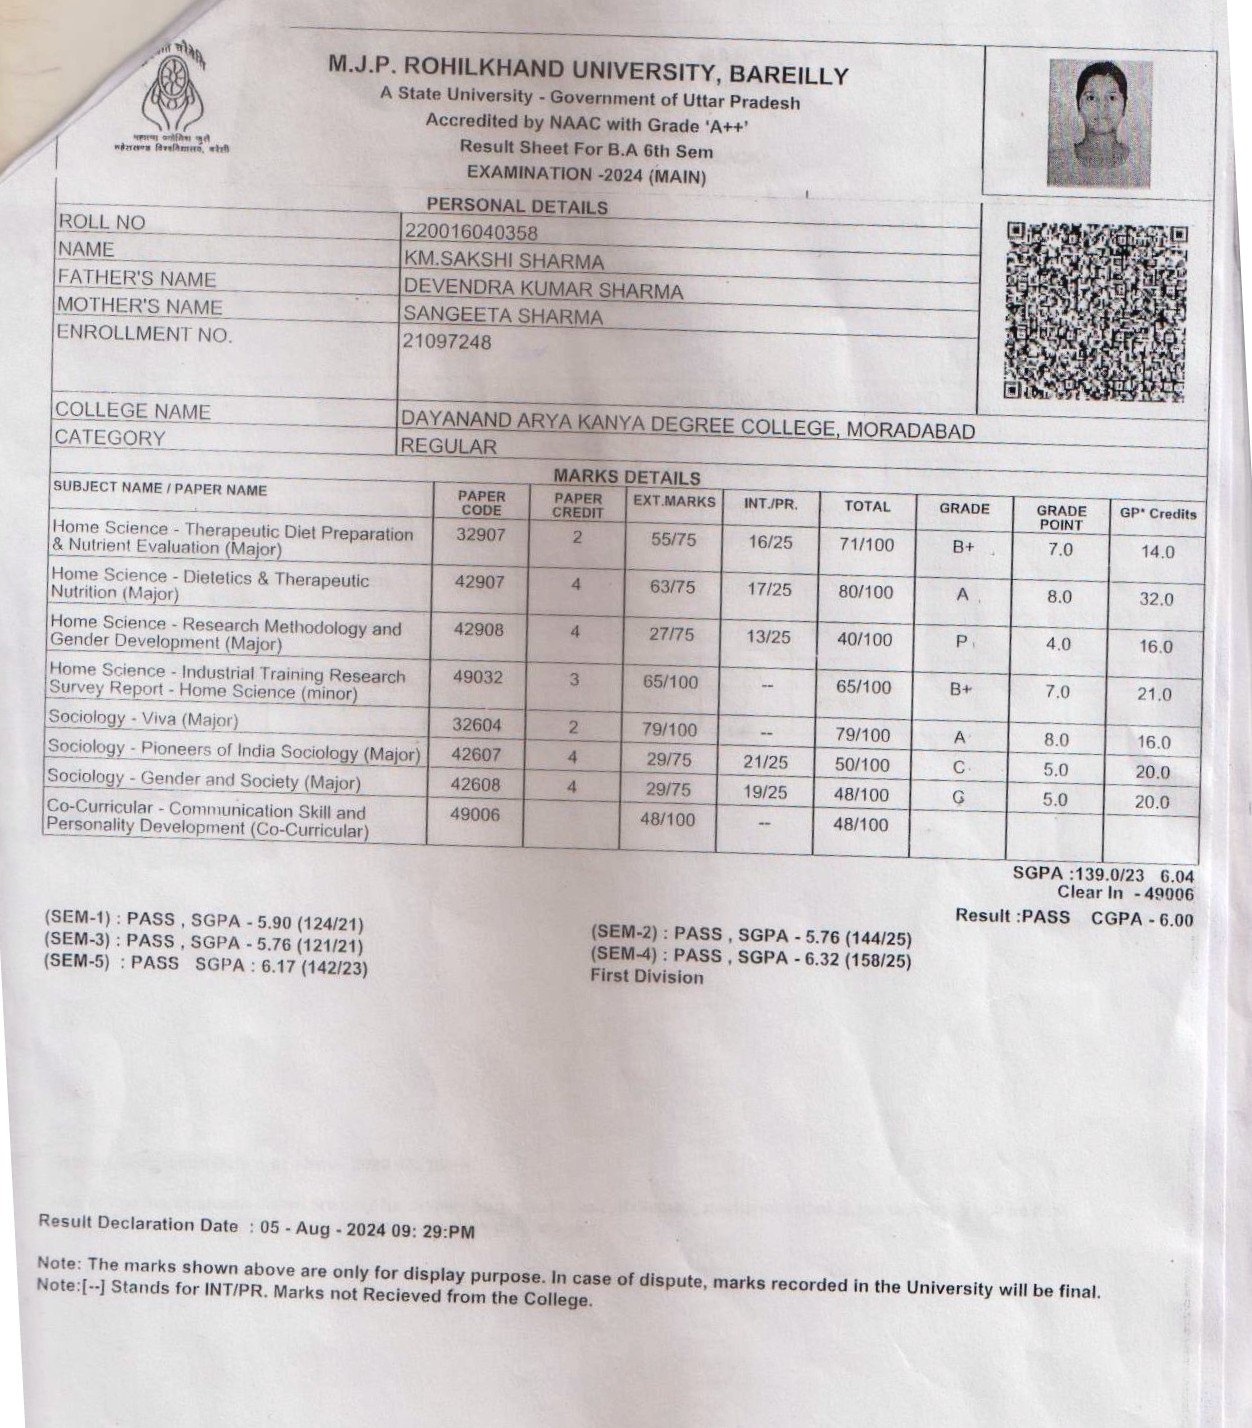 महात्मा ज्योतिबा फुले
रुहेलखण्ड विश्वविद्यालय, बरेली
M.J.P. ROHILKHAND UNIVERSITY, BAREILLY
A State University - Government of Uttar Pradesh
Accredited by NAAC with Grade 'A++'
Result Sheet For B.A 6th Sem
EXAMINATION -2024 (MAIN)
PERSONAL DETAILS
ROLL NO 220016040358
NAME KM.SAKSHI SHARMA
FATHER'S NAME DEVENDRA KUMAR SHARMA
MOTHER'S NAME SANGEETA SHARMA
ENROLLMENT NO. 21097248
COLLEGE NAME DAYANAND ARYA KANYA DEGREE COLLEGE, MORADABAD
CATEGORY REGULAR
MARKS DETAILS
SUBJECT NAME / PAPER NAME PAPER CODE PAPER CREDIT EXT.MARKS INT./PR. TOTAL GRADE GRADE POINT GP* Credits
Home Science - Therapeutic Diet Preparation 32907 2 55/75 16/25 71/100 B+ 7.0 14.0
& Nutrient Evaluation (Major)
Home Science - Dietetics & Therapeutic 42907 4 63/75 17/25 80/100 A 8.0 32.0
Nutrition (Major)
Home Science - Research Methodology and 42908 4 27/75 13/25 40/100 P 4.0 16.0
Gender Development (Major)
Home Science - Industrial Training Research 49032 3 65/100 -- 65/100 B+ 7.0 21.0
Survey Report - Home Science (minor)
Sociology - Viva (Major) 32604 2 79/100 -- 79/100 A 8.0 16.0
Sociology - Pioneers of India Sociology (Major) 42607 4 29/75 21/25 50/100 C 5.0 20.0
Sociology - Gender and Society (Major) 42608 4 29/75 19/25 48/100 C 5.0 20.0
Co-Curricular - Communication Skill and 49006 48/100 -- 48/100
Personality Development (Co-Curricular)
SGPA :139.0/23 6.04
Clear In - 49006
Result :PASS CGPA - 6.00
(SEM-1) : PASS , SGPA - 5.90 (124/21) (SEM-2) : PASS , SGPA - 5.76 (144/25)
(SEM-3) : PASS , SGPA - 5.76 (121/21) (SEM-4) : PASS , SGPA - 6.32 (158/25)
(SEM-5) : PASS SGPA : 6.17 (142/23) First Division
Result Declaration Date : 05 - Aug - 2024 09: 29:PM
Note: The marks shown above are only for display purpose. In case of dispute, marks recorded in the University will be final.
Note:[--] Stands for INT/PR. Marks not Recieved from the College.